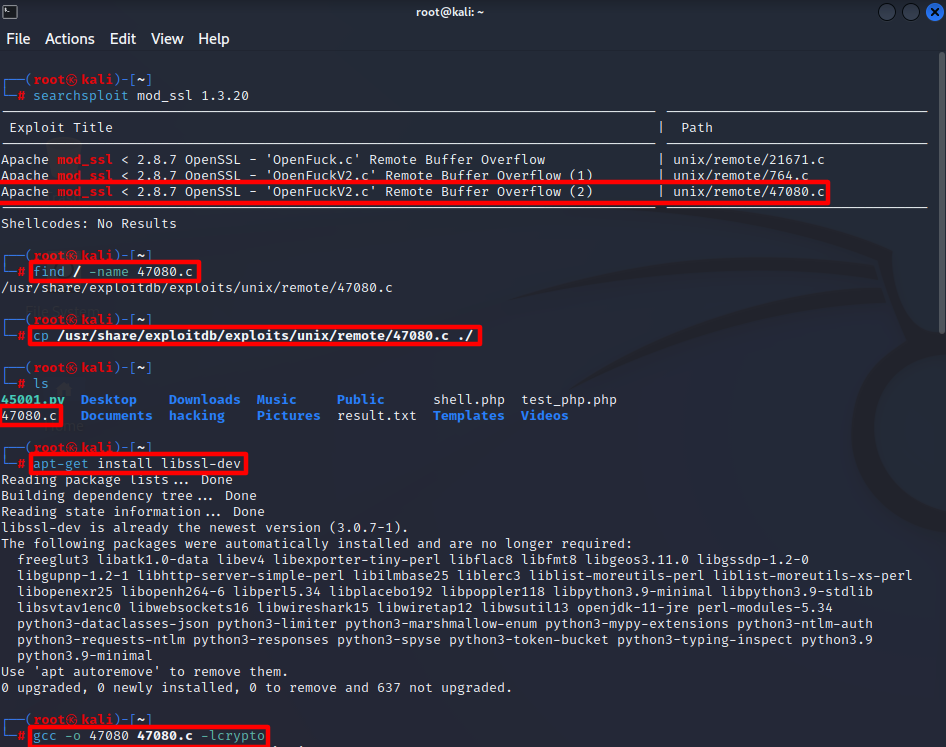 root@kali: ~
File Actions Edit View Help
┌──(root㉿kali)-[~]
└─# searchsploit mod_ssl 1.3.20
Exploit Title | Path
Apache mod_ssl < 2.8.7 OpenSSL - 'OpenFuck.c' Remote Buffer Overflow | unix/remote/21671.c
Apache mod_ssl < 2.8.7 OpenSSL - 'OpenFuckV2.c' Remote Buffer Overflow (1) | unix/remote/764.c
Apache mod_ssl < 2.8.7 OpenSSL - 'OpenFuckV2.c' Remote Buffer Overflow (2) | unix/remote/47080.c
Shellcodes: No Results
┌──(root㉿kali)-[~]
└─# find / -name 47080.c
/usr/share/exploitdb/exploits/unix/remote/47080.c
┌──(root㉿kali)-[~]
└─# cp /usr/share/exploitdb/exploits/unix/remote/47080.c ./
┌──(root㉿kali)-[~]
└─# ls
45001.py Desktop Downloads Music Public shell.php test_php.php
47080.c Documents hacking Pictures result.txt Templates Videos
┌──(root㉿kali)-[~]
└─# apt-get install libssl-dev
Reading package lists... Done
Building dependency tree... Done
Reading state information... Done
libssl-dev is already the newest version (3.0.7-1).
The following packages were automatically installed and are no longer required:
freeglut3 libatk1.0-data libev4 libexporter-tiny-perl libflac8 libfmt8 libgeos3.11.0 libgssdp-1.2-0
libgupnp-1.2-1 libhttp-server-simple-perl libilmbase25 liblerc3 liblist-moreutils-perl liblist-moreutils-xs-perl
libopenexr25 libopenh264-6 libperl5.34 libplacebo192 libpoppler118 libpython3.9-minimal libpython3.9-stdlib
libsvtav1enc0 libwebsockets16 libwireshark15 libwiretap12 libwsutil13 openjdk-11-jre perl-modules-5.34
python3-dataclasses-json python3-limiter python3-marshmallow-enum python3-mypy-extensions python3-ntlm-auth
python3-requests-ntlm python3-responses python3-spyse python3-token-bucket python3-typing-inspect python3.9
python3.9-minimal
Use 'apt autoremove' to remove them.
0 upgraded, 0 newly installed, 0 to remove and 637 not upgraded.
┌──(root㉿kali)-[~]
└─# gcc -o 47080 47080.c -lcrypto